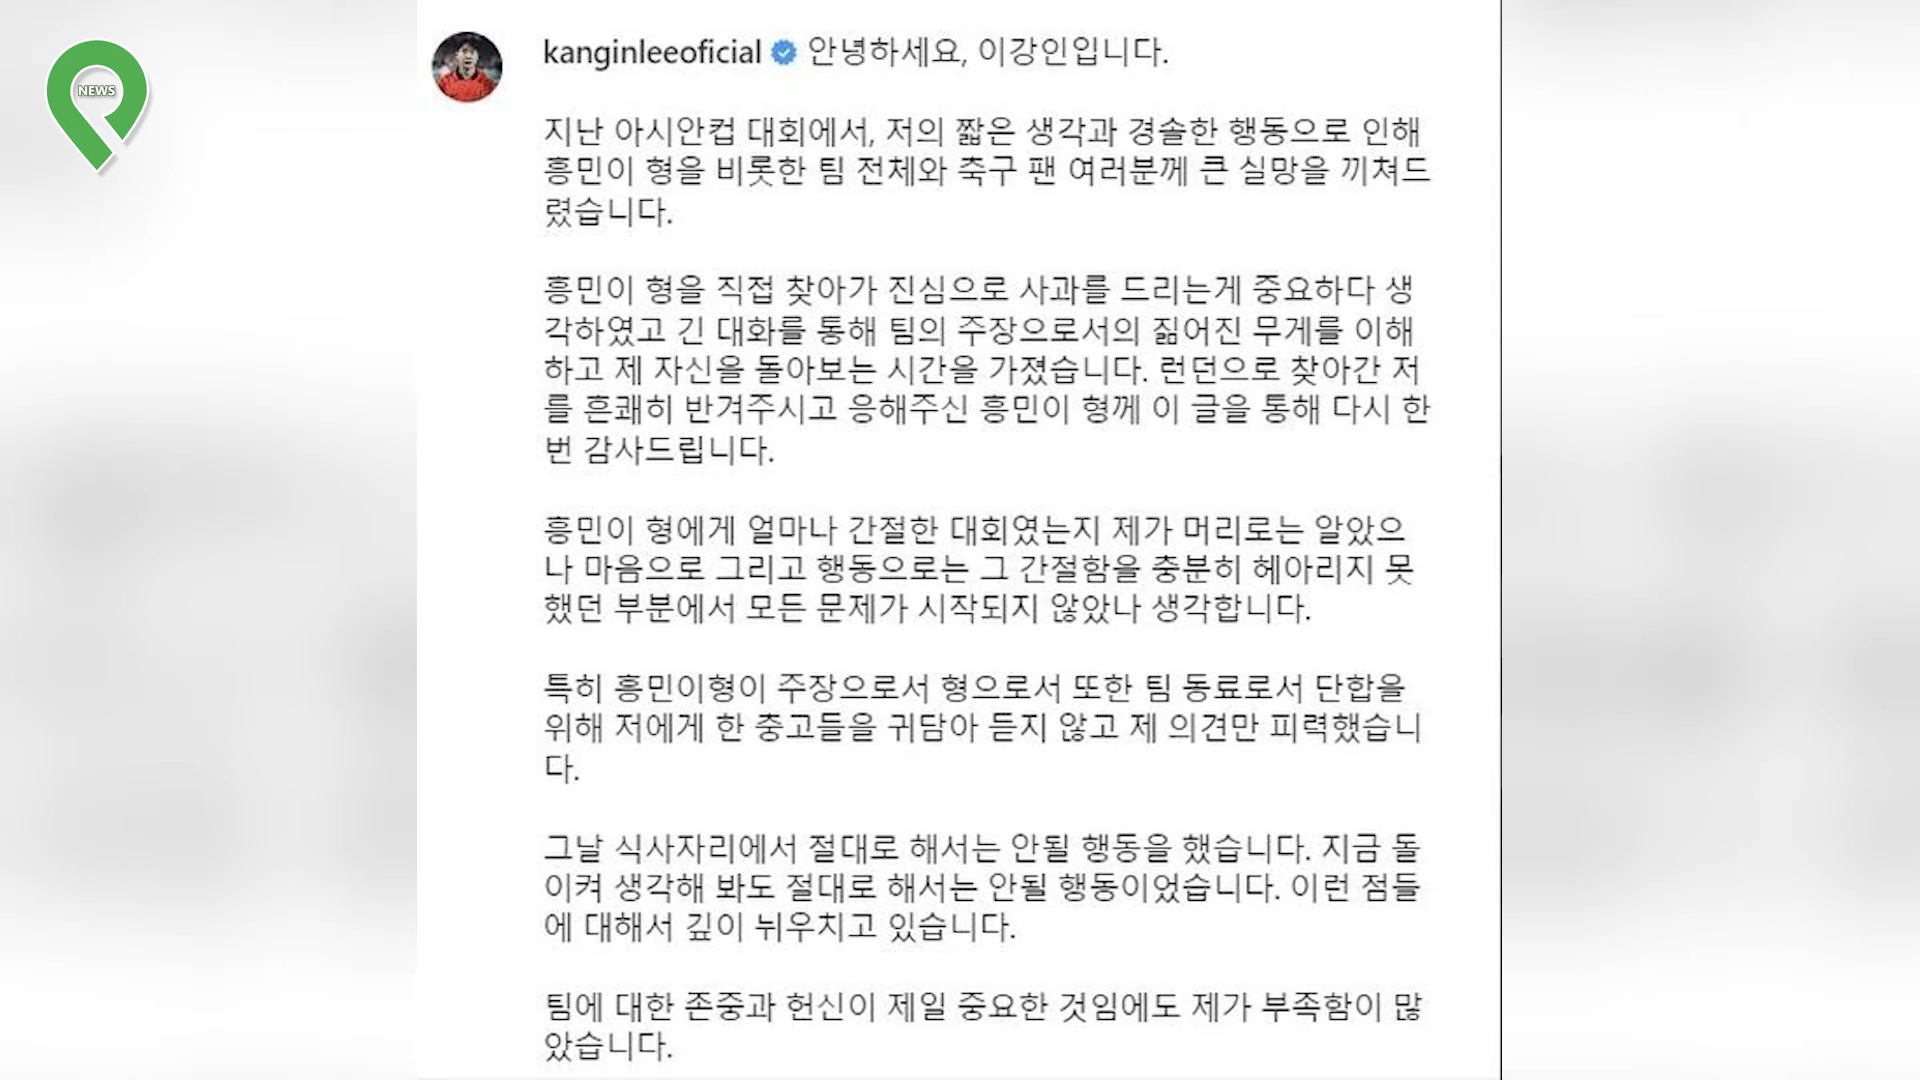 NEWS
kanginleeoficial 안녕하세요, 이강인입니다.
지난 아시안컵 대회에서, 저의 짧은 생각과 경솔한 행동으로 인해
흥민이 형을 비롯한 팀 전체와 축구 팬 여러분께 큰 실망을 끼쳐드
렸습니다.
흥민이 형을 직접 찾아가 진심으로 사과를 드리는게 중요하다 생
각하였고 긴 대화를 통해 팀의 주장으로서의 짊어진 무게를 이해
하고 제 자신을 돌아보는 시간을 가졌습니다. 런던으로 찾아간 저
를 흔쾌히 반겨주시고 응해주신 흥민이 형께 이 글을 통해 다시 한
번 감사드립니다.
흥민이 형에게 얼마나 간절한 대회였는지 제가 머리로는 알았으
나 마음으로 그리고 행동으로는 그 간절함을 충분히 헤아리지 못
했던 부분에서 모든 문제가 시작되지 않았나 생각합니다.
특히 흥민이형이 주장으로서 형으로서 또한 팀 동료로서 단합을
위해 저에게 한 충고들을 귀담아 듣지 않고 제 의견만 피력했습니
다.
그날 식사자리에서 절대로 해서는 안될 행동을 했습니다. 지금 돌
이켜 생각해 봐도 절대로 해서는 안될 행동이었습니다. 이런 점들
에 대해서 깊이 뉘우치고 있습니다.
팀에 대한 존중과 헌신이 제일 중요한 것임에도 제가 부족함이 많
았습니다.